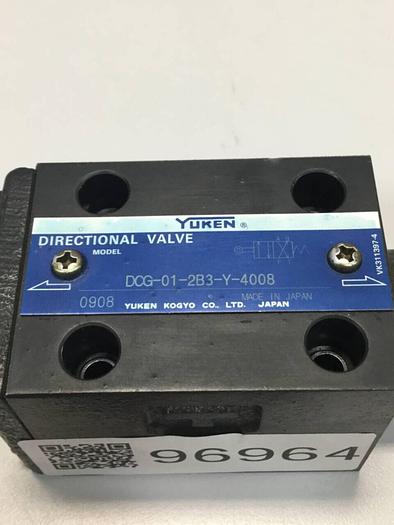 YUKEN ®
DIRECTIONAL VALVE
MODEL
DCG-01-2B3-Y-4008
MADE IN JAPAN
0908 YUKEN KOGYO CO., LTD. JAPAN
VK311397-4
96964